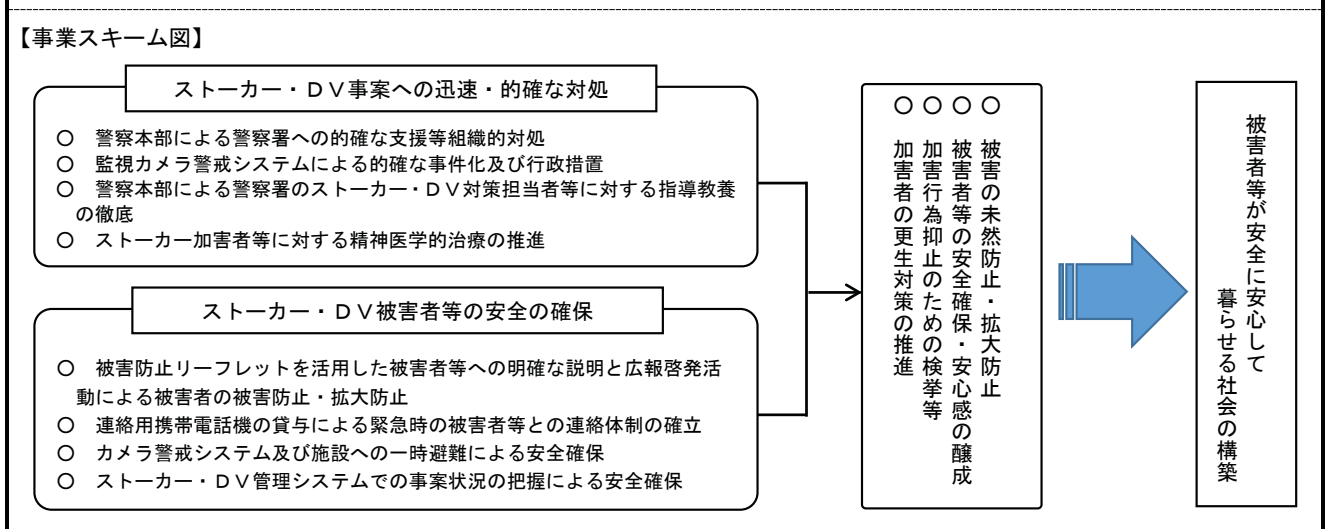 【事業スキーム図】
ストーカー・ＤＶ事案への迅速・的確な対処
○　警察本部による警察署への的確な支援等組織的対処
○　監視カメラ警戒システムによる的確な事件化及び行政措置
○　警察本部による警察署のストーカー・ＤＶ対策担当者等に対する指導教養
の徹底
○　ストーカー加害者等に対する精神医学的治療の推進
ストーカー・ＤＶ被害者等の安全の確保
○　被害防止リーフレットを活用した被害者等への明確な説明と広報啓発活
動による被害者の被害防止・拡大防止
○　連絡用携帯電話機の貸与による緊急時の被害者等との連絡体制の確立
○　カメラ警戒システム及び施設への一時避難による安全確保
○　ストーカー・ＤＶ管理システムでの事案状況の把握による安全確保
○　被害の未然防止・拡大防止
○　被害者等の安全確保・安心感の醸成
○　加害行為抑止のための検挙等
○　加害者の更生対策の推進
被害者等が安全に安心して
暮らせる社会の構築